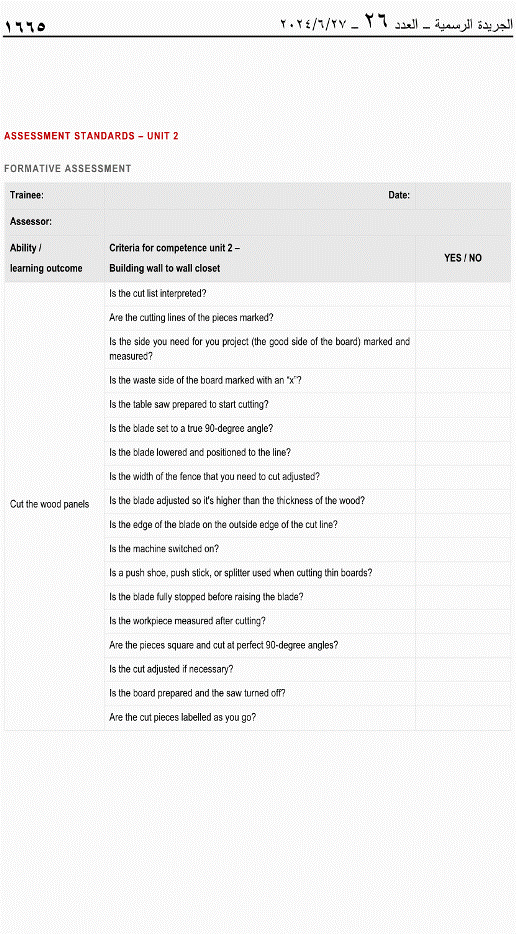 الجريدة الرسمية ــ العدد ٢٦ ــ ٢٠٢٤/٦/٢٧
١٦٦٥
ASSESSMENT STANDARDS – UNIT 2
FORMATIVE ASSESSMENT
Trainee: Date:
Assessor:
Ability /
learning outcome
Criteria for competence unit 2 –
Building wall to wall closet
YES / NO
Cut the wood panels
Is the cut list interpreted?
Are the cutting lines of the pieces marked?
Is the side you need for you project (the good side of the board) marked and
measured?
Is the waste side of the board marked with an “x”?
Is the table saw prepared to start cutting?
Is the blade set to a true 90-degree angle?
Is the blade lowered and positioned to the line?
Is the width of the fence that you need to cut adjusted?
Is the blade adjusted so it's higher than the thickness of the wood?
Is the edge of the blade on the outside edge of the cut line?
Is the machine switched on?
Is a push shoe, push stick, or splitter used when cutting thin boards?
Is the blade fully stopped before raising the blade?
Is the workpiece measured after cutting?
Are the pieces square and cut at perfect 90-degree angles?
Is the cut adjusted if necessary?
Is the board prepared and the saw turned off?
Are the cut pieces labelled as you go?